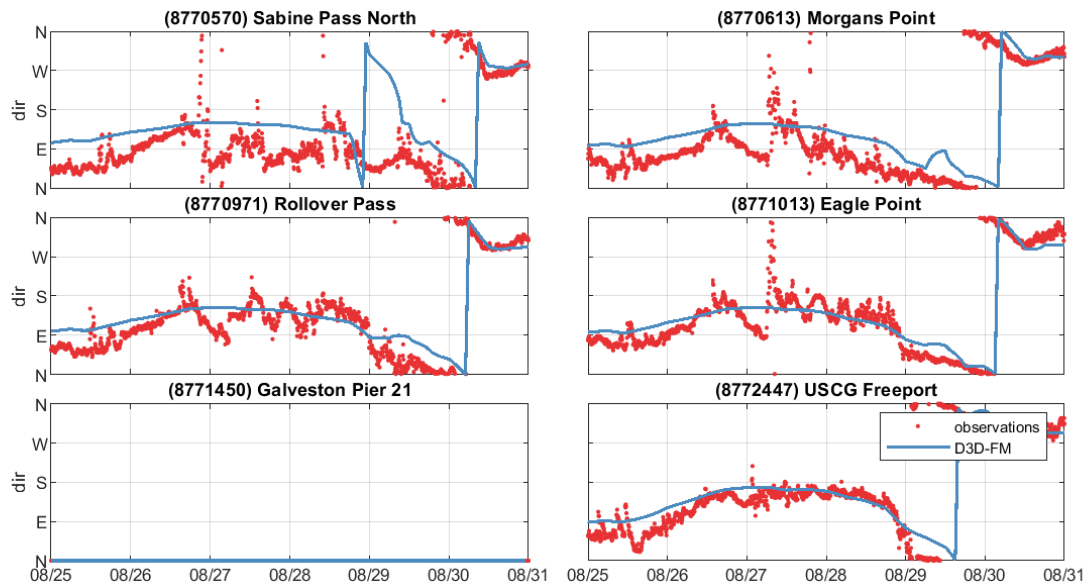 (8770570) Sabine Pass North
(8770613) Morgans Point
N
W
S
E
N
dir
(8770971) Rollover Pass
(8771013) Eagle Point
N
W
S
E
N
dir
(8771450) Galveston Pier 21
(8772447) USCG Freeport
N
W
S
E
N
dir
observations
D3D-FM
08/25 08/26 08/27 08/28 08/29 08/30 08/31
08/25 08/26 08/27 08/28 08/29 08/30 08/31